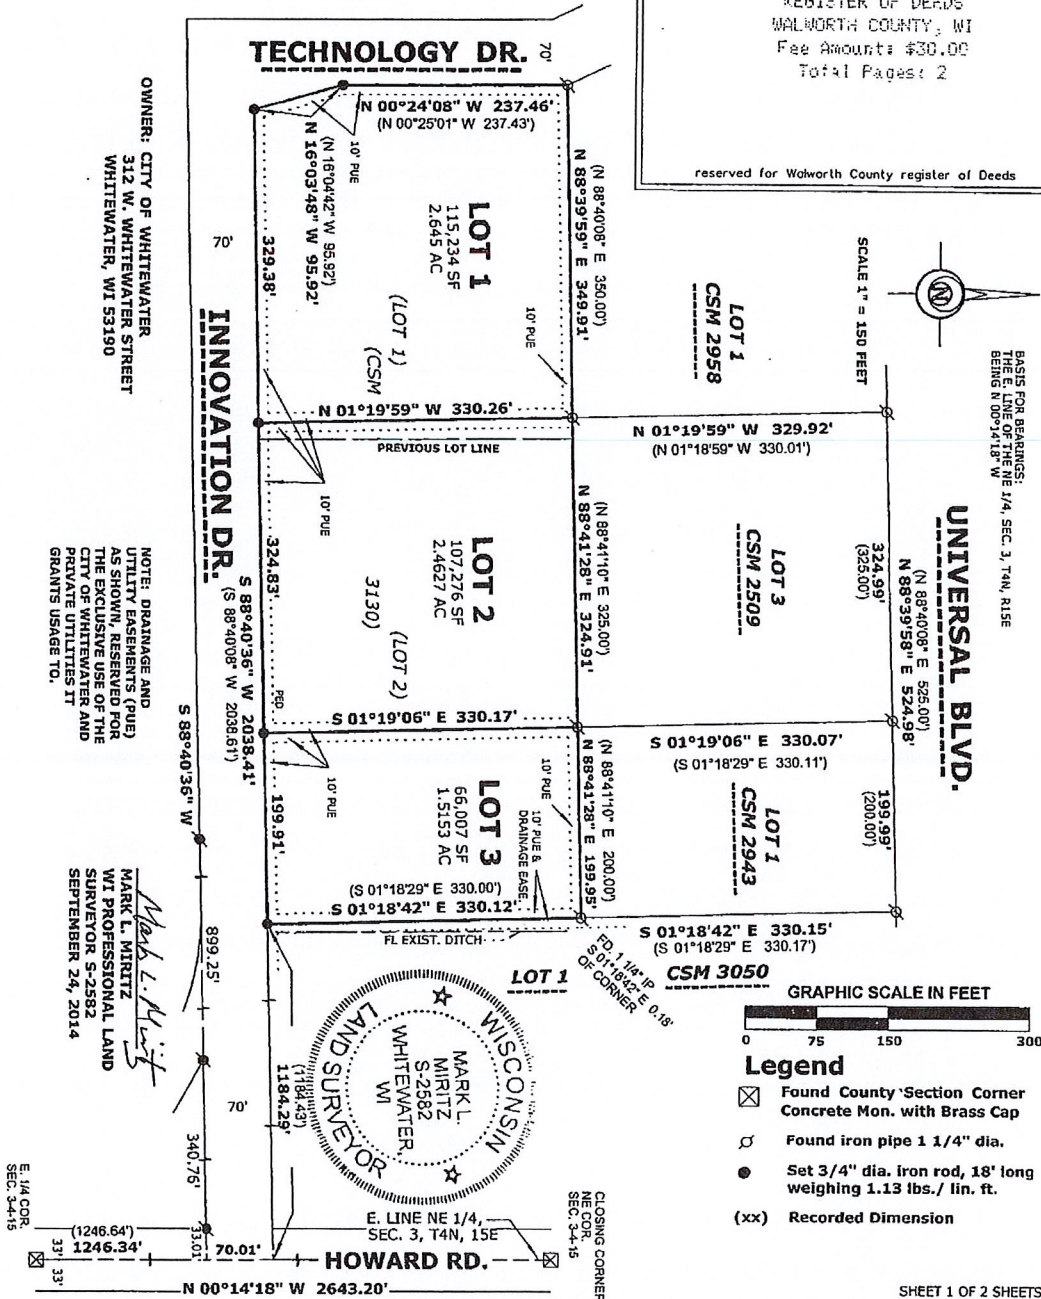 REGISTER OF DEEDS
WALWORTH COUNTY, WI
Fee Amount: $30.00
Total Pages: 2
reserved for Walworth County register of Deeds
TECHNOLOGY DR.
70'
N 00°24'08" W 237.46'
(N 00°25'01" W 237.43')
10' PUE
(N 16°04'42" W 95.92')
N 16°03'48" W 95.92'
OWNER: CITY OF WHITEWATER
312 W. WHITEWATER STREET
WHITEWATER, WI 53190
70'
329.38'
LOT 1
115,234 SF
2.645 AC
(LOT 1)
(CSM
10' PUE
(N 88°40'08" E 350.00')
N 88°39'59" E 349.91'
LOT 1
CSM 2958
SCALE 1" = 150 FEET
N
BASIS FOR BEARINGS:
THE E. LINE OF THE NE 1/4, SEC. 3, T4N, R15E
BEING N 00°14'18" W
N 01°19'59" W 330.26'
PREVIOUS LOT LINE
N 01°19'59" W 329.92'
(N 01°18'59" W 330.01')
INNOVATION DR.
10' PUE
324.83'
S 88°40'36" W 2038.41'
(S 88°40'08" W 2038.61')
LOT 2
107,276 SF
2.4627 AC
3130)
(LOT 2)
PED
(N 88°41'10" E 325.00')
N 88°41'28" E 324.91'
LOT 3
CSM 2509
324.99'
(325.00')
(N 88°40'08" E 525.00')
N 88°39'58" E 524.98'
UNIVERSAL BLVD.
S 01°19'06" E 330.17'
S 01°19'06" E 330.07'
(S 01°18'29" E 330.11')
NOTE: DRAINAGE AND
UTILITY EASEMENTS (PUE)
AS SHOWN, RESERVED FOR
THE EXCLUSIVE USE OF THE
CITY OF WHITEWATER AND
PRIVATE UTILITIES IT
GRANTS USAGE TO.
S 88°40'36" W
10' PUE
199.91'
LOT 3
66,007 SF
1.5153 AC
10' PUE
10' PUE &
DRAINAGE EASE.
(N 88°41'10" E 200.00')
N 88°41'28" E 199.95'
LOT 1
CSM 2943
199.99'
(200.00')
(S 01°18'29" E 330.00')
S 01°18'42" E 330.12'
FL EXIST. DITCH
S 01°18'42" E 330.15'
(S 01°18'29" E 330.17')
FD. 1 1/4" IP
S 01°18'42" E 0.18'
OF CORNER
LOT 1
CSM 3050
Mark L. Miritz
MARK L. MIRITZ
WI PROFESSIONAL LAND
SURVEYOR S-2582
SEPTEMBER 24, 2014
899.25'
WISCONSIN
LAND SURVEYOR
MARK L.
MIRITZ
S-2582
WHITEWATER,
WI
(1184.43')
1184.29'
70'
340.76'
GRAPHIC SCALE IN FEET
0 75 150 300
Legend
Found County Section Corner
Concrete Mon. with Brass Cap
Found iron pipe 1 1/4" dia.
Set 3/4" dia. iron rod, 18' long
weighing 1.13 lbs./ lin. ft.
(xx) Recorded Dimension
E. 1/4 COR.
SEC. 3-4-15
(1246.64')
1246.34'
33'
33'
33.01'
70.01'
E. LINE NE 1/4,
SEC. 3, T4N, 15E
HOWARD RD.
CLOSING CORNER
NE COR.
SEC. 3-4-15
N 00°14'18" W 2643.20'
SHEET 1 OF 2 SHEETS